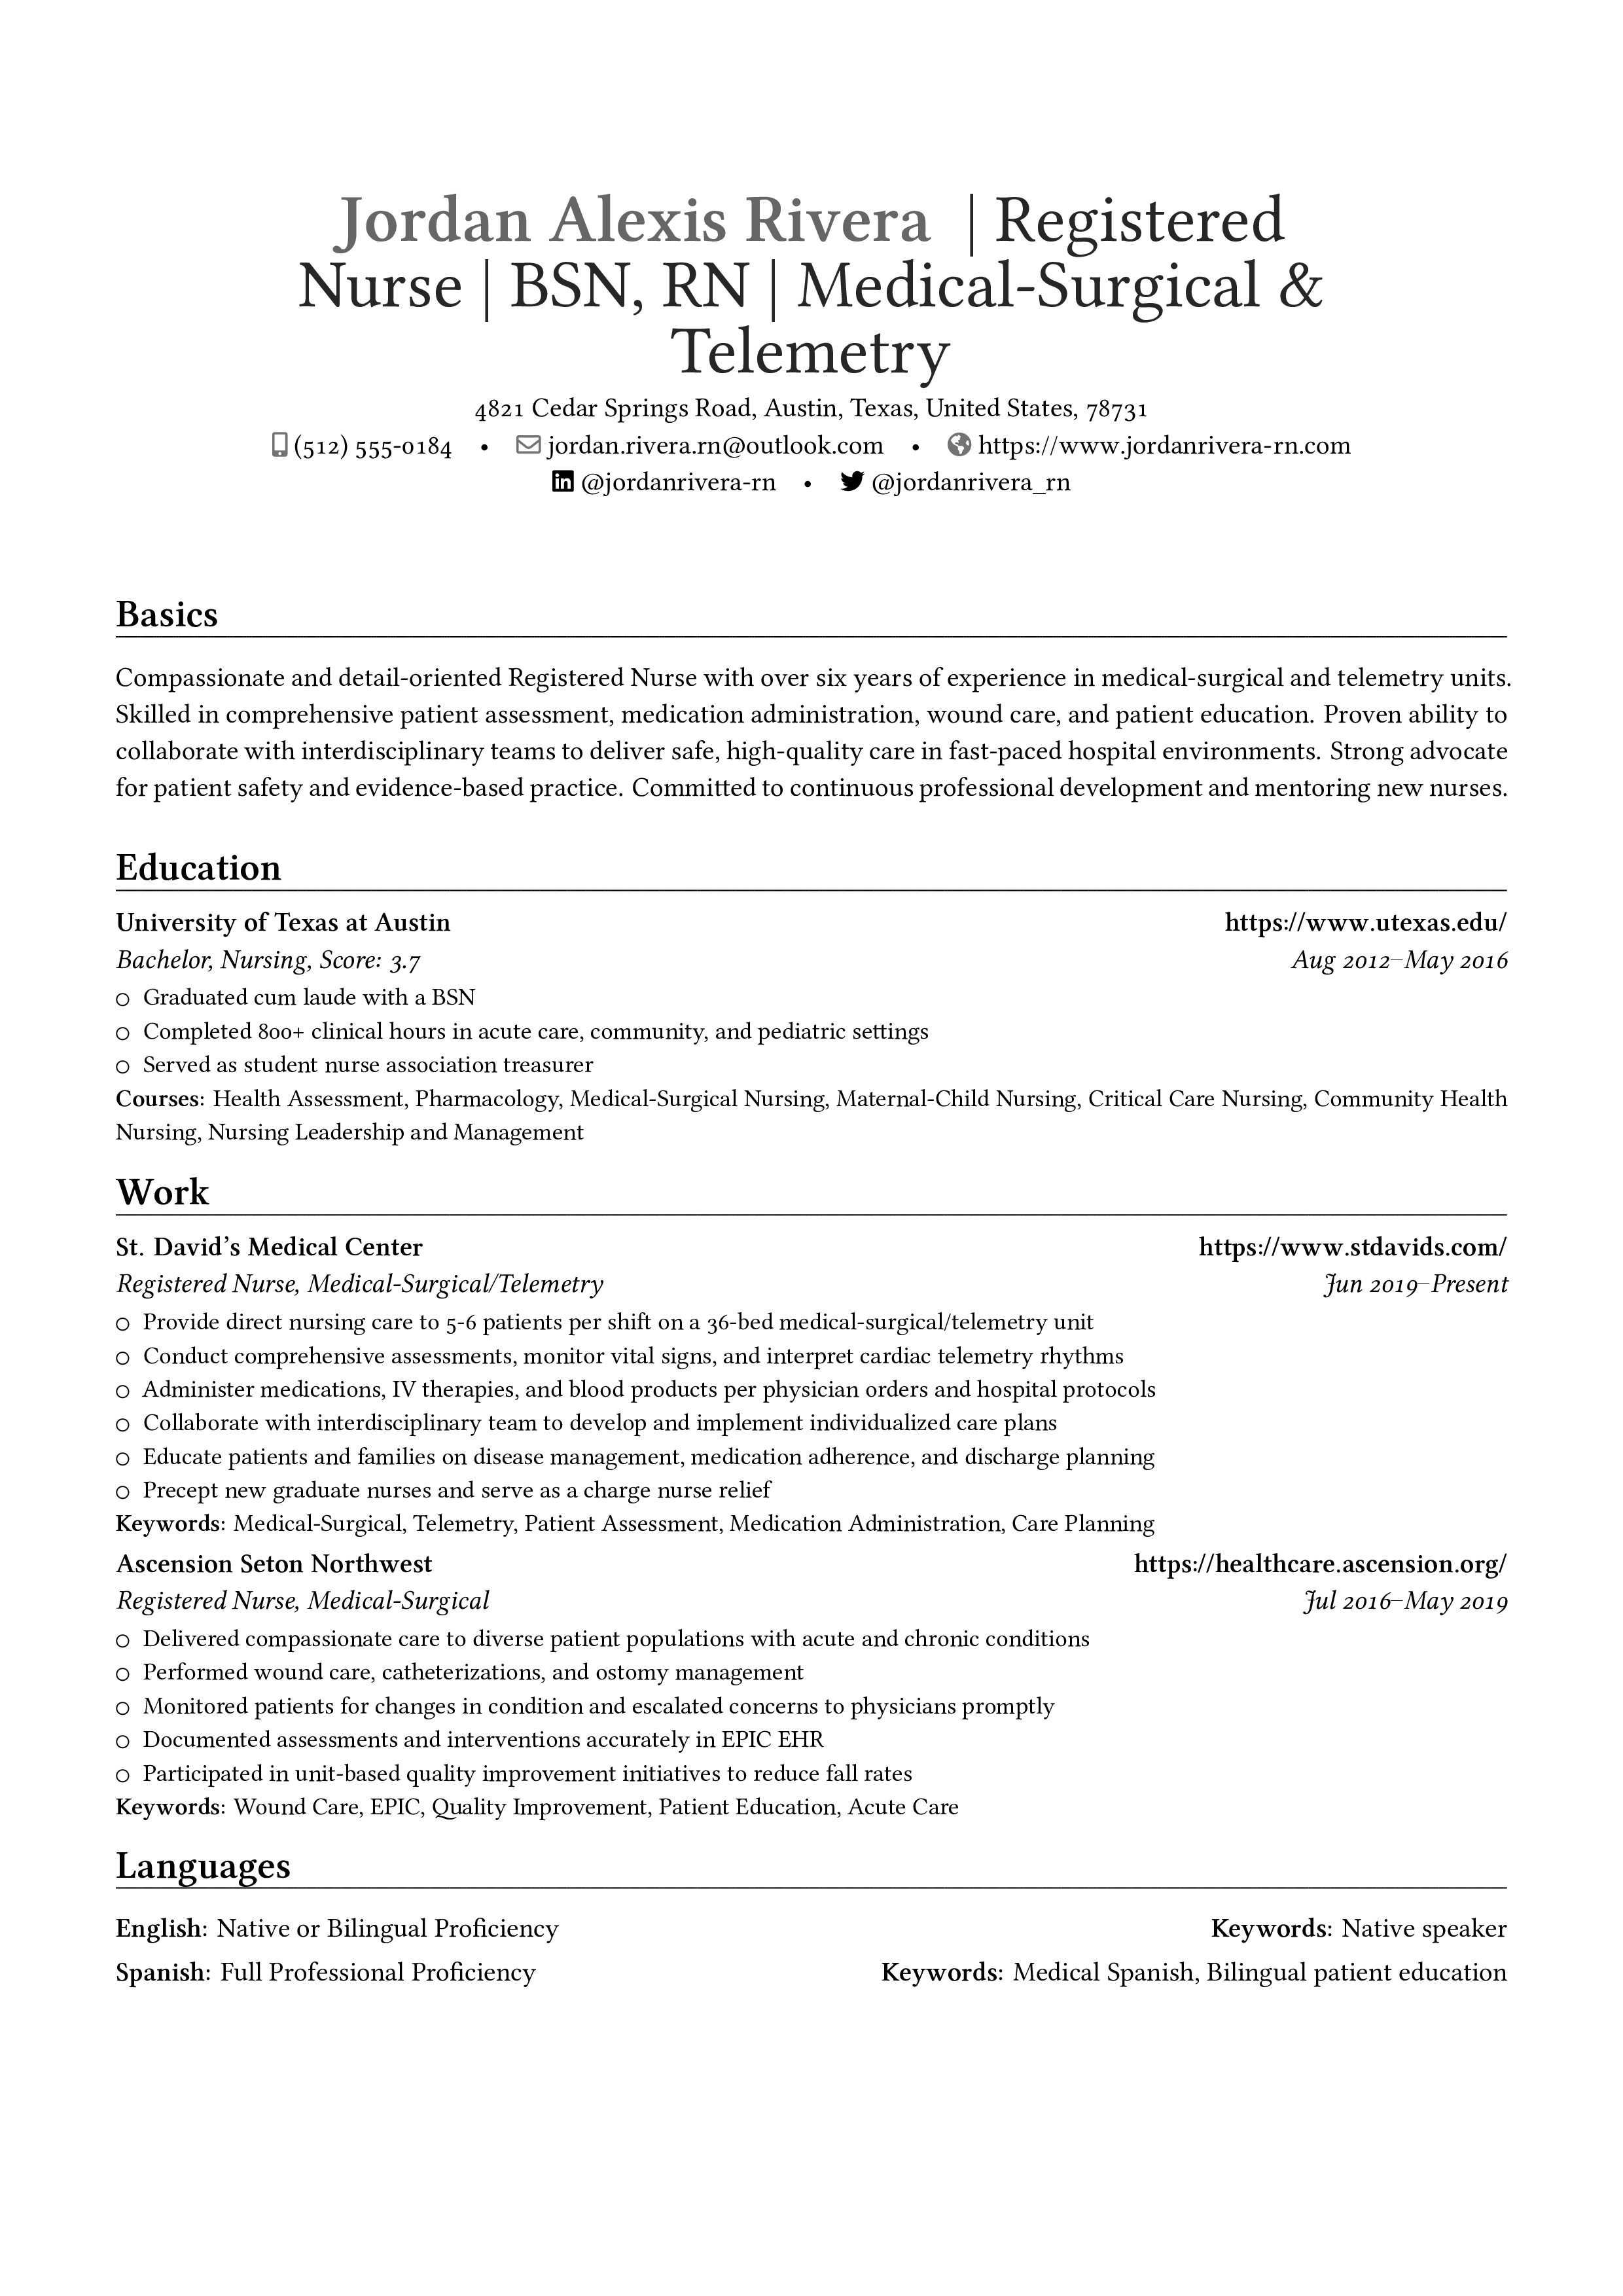 Jordan Alexis Rivera | Registered
Nurse | BSN, RN | Medical-Surgical &
Telemetry
4821 Cedar Springs Road, Austin, Texas, United States, 78731
(512) 555-0184 • jordan.rivera.rn@outlook.com • https://www.jordanrivera-rn.com
@jordanrivera-rn • @jordanrivera_rn
Basics
Compassionate and detail-oriented Registered Nurse with over six years of experience in medical-surgical and telemetry units.
Skilled in comprehensive patient assessment, medication administration, wound care, and patient education. Proven ability to
collaborate with interdisciplinary teams to deliver safe, high-quality care in fast-paced hospital environments. Strong advocate
for patient safety and evidence-based practice. Committed to continuous professional development and mentoring new nurses.
Education
University of Texas at Austin https://www.utexas.edu/
Bachelor, Nursing, Score: 3.7 Aug 2012–May 2016
○ Graduated cum laude with a BSN
○ Completed 800+ clinical hours in acute care, community, and pediatric settings
○ Served as student nurse association treasurer
Courses: Health Assessment, Pharmacology, Medical-Surgical Nursing, Maternal-Child Nursing, Critical Care Nursing, Community Health
Nursing, Nursing Leadership and Management
Work
St. David’s Medical Center https://www.stdavids.com/
Registered Nurse, Medical-Surgical/Telemetry Jun 2019–Present
○ Provide direct nursing care to 5-6 patients per shift on a 36-bed medical-surgical/telemetry unit
○ Conduct comprehensive assessments, monitor vital signs, and interpret cardiac telemetry rhythms
○ Administer medications, IV therapies, and blood products per physician orders and hospital protocols
○ Collaborate with interdisciplinary team to develop and implement individualized care plans
○ Educate patients and families on disease management, medication adherence, and discharge planning
○ Precept new graduate nurses and serve as a charge nurse relief
Keywords: Medical-Surgical, Telemetry, Patient Assessment, Medication Administration, Care Planning
Ascension Seton Northwest https://healthcare.ascension.org/
Registered Nurse, Medical-Surgical Jul 2016–May 2019
○ Delivered compassionate care to diverse patient populations with acute and chronic conditions
○ Performed wound care, catheterizations, and ostomy management
○ Monitored patients for changes in condition and escalated concerns to physicians promptly
○ Documented assessments and interventions accurately in EPIC EHR
○ Participated in unit-based quality improvement initiatives to reduce fall rates
Keywords: Wound Care, EPIC, Quality Improvement, Patient Education, Acute Care
Languages
English: Native or Bilingual Proficiency Keywords: Native speaker
Spanish: Full Professional Proficiency Keywords: Medical Spanish, Bilingual patient education